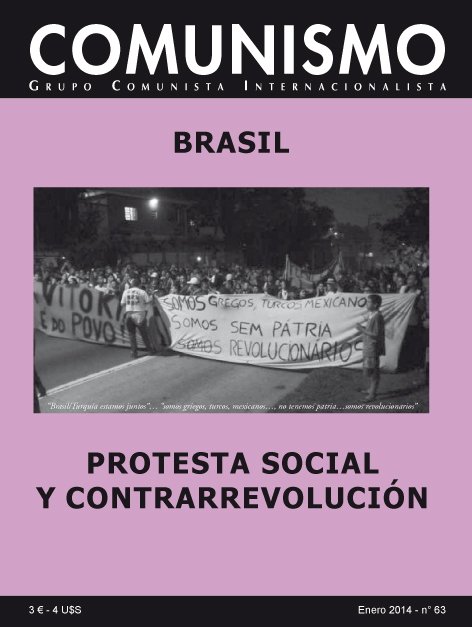 COMUNISMO
GRUPO COMUNISTA INTERNACIONALISTA
BRASIL
VITORIA
É DO POVO!
SOMOS GREGOS, TURCOS MEXICANO
SOMOS SEM PÁTRIA
SOMOS REVOLUCIONÁRIOS
"Brasil/Turquía estamos juntos"… "somos griegos, turcos, mexicanos…, no tenemos patria…somos revolucionarios"
PROTESTA SOCIAL
Y CONTRARREVOLUCIÓN
3 € - 4 U$S Enero 2014 - n° 63